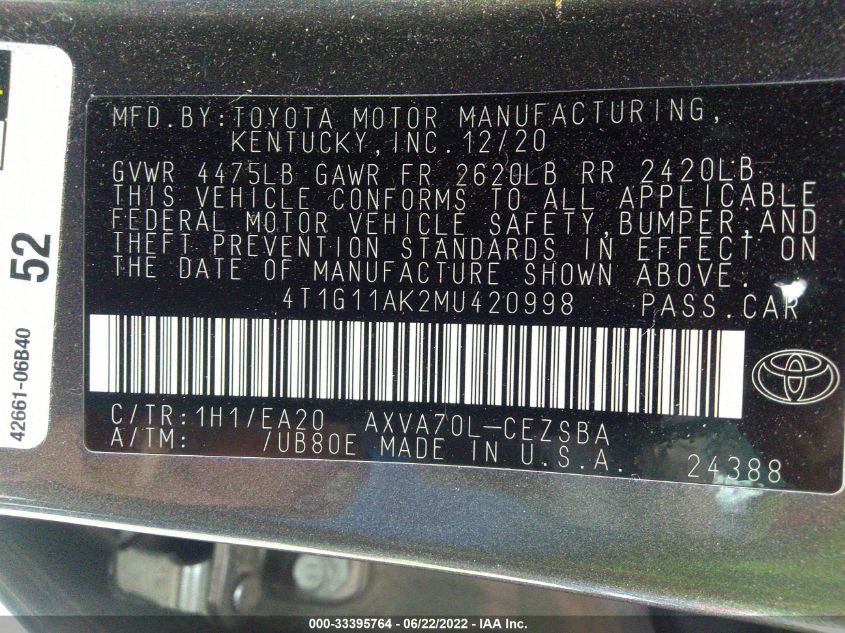 MFD.BY:TOYOTA MOTOR MANUFACTURING,
KENTUCKY,INC.12/20
GVWR 4475LB GAWR FR 2620LB RR 2420LB
THIS VEHICLE CONFORMS TO ALL APPLICABLE
FEDERAL MOTOR VEHICLE SAFETY,BUMPER,AND
THEFT PREVENTION STANDARDS IN EFFECT ON
THE DATE OF MANUFACTURE SHOWN ABOVE.
4T1G11AK2MU420998 PASS.CAR
C/TR:1H1/EA20 AXVA70L-CEZSBA
A/TM: /UB80E MADE IN U.S.A.
24388
52
42661-06B40
000-33395764 - 06/22/2022 - IAA Inc.